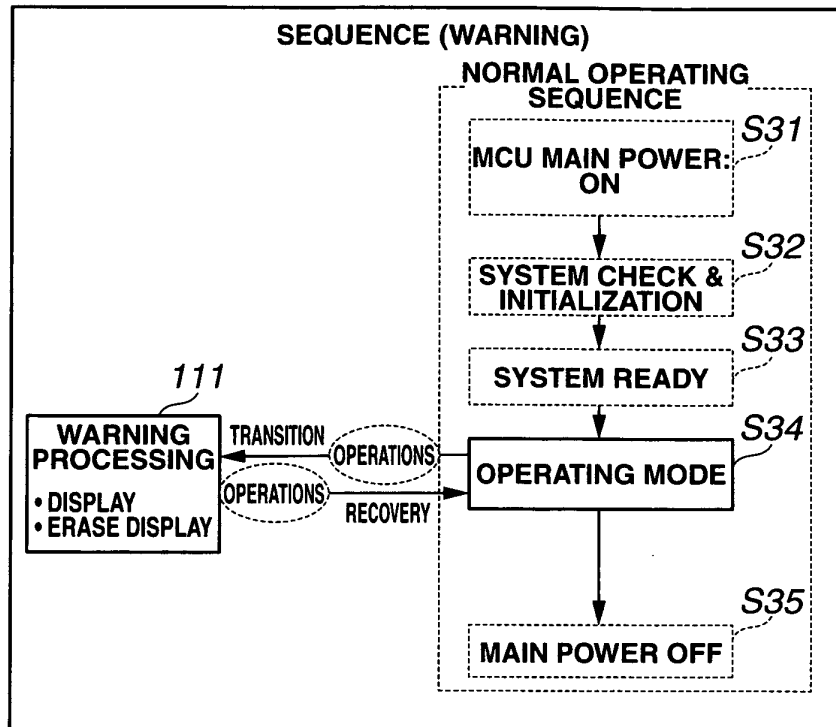 SEQUENCE (WARNING)
NORMAL OPERATING
SEQUENCE
S31
MCU MAIN POWER:
ON
S32
SYSTEM CHECK &
INITIALIZATION
S33
SYSTEM READY
111
WARNING
PROCESSING
• DISPLAY
• ERASE DISPLAY
TRANSITION
OPERATIONS
OPERATIONS
RECOVERY
S34
OPERATING MODE
S35
MAIN POWER OFF